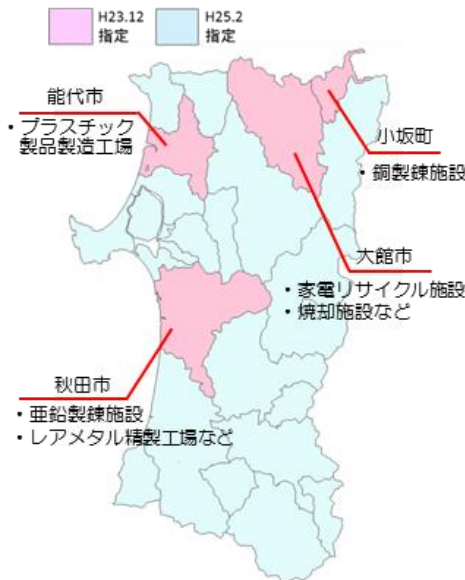 H23.12
指定
H25.2
指定
能代市
・プラスチック
製品製造工場
小坂町
・銅製錬施設
大館市
・家電リサイクル施設
・焼却施設など
秋田市
・亜鉛製錬施設
・レアメタル精製工場など